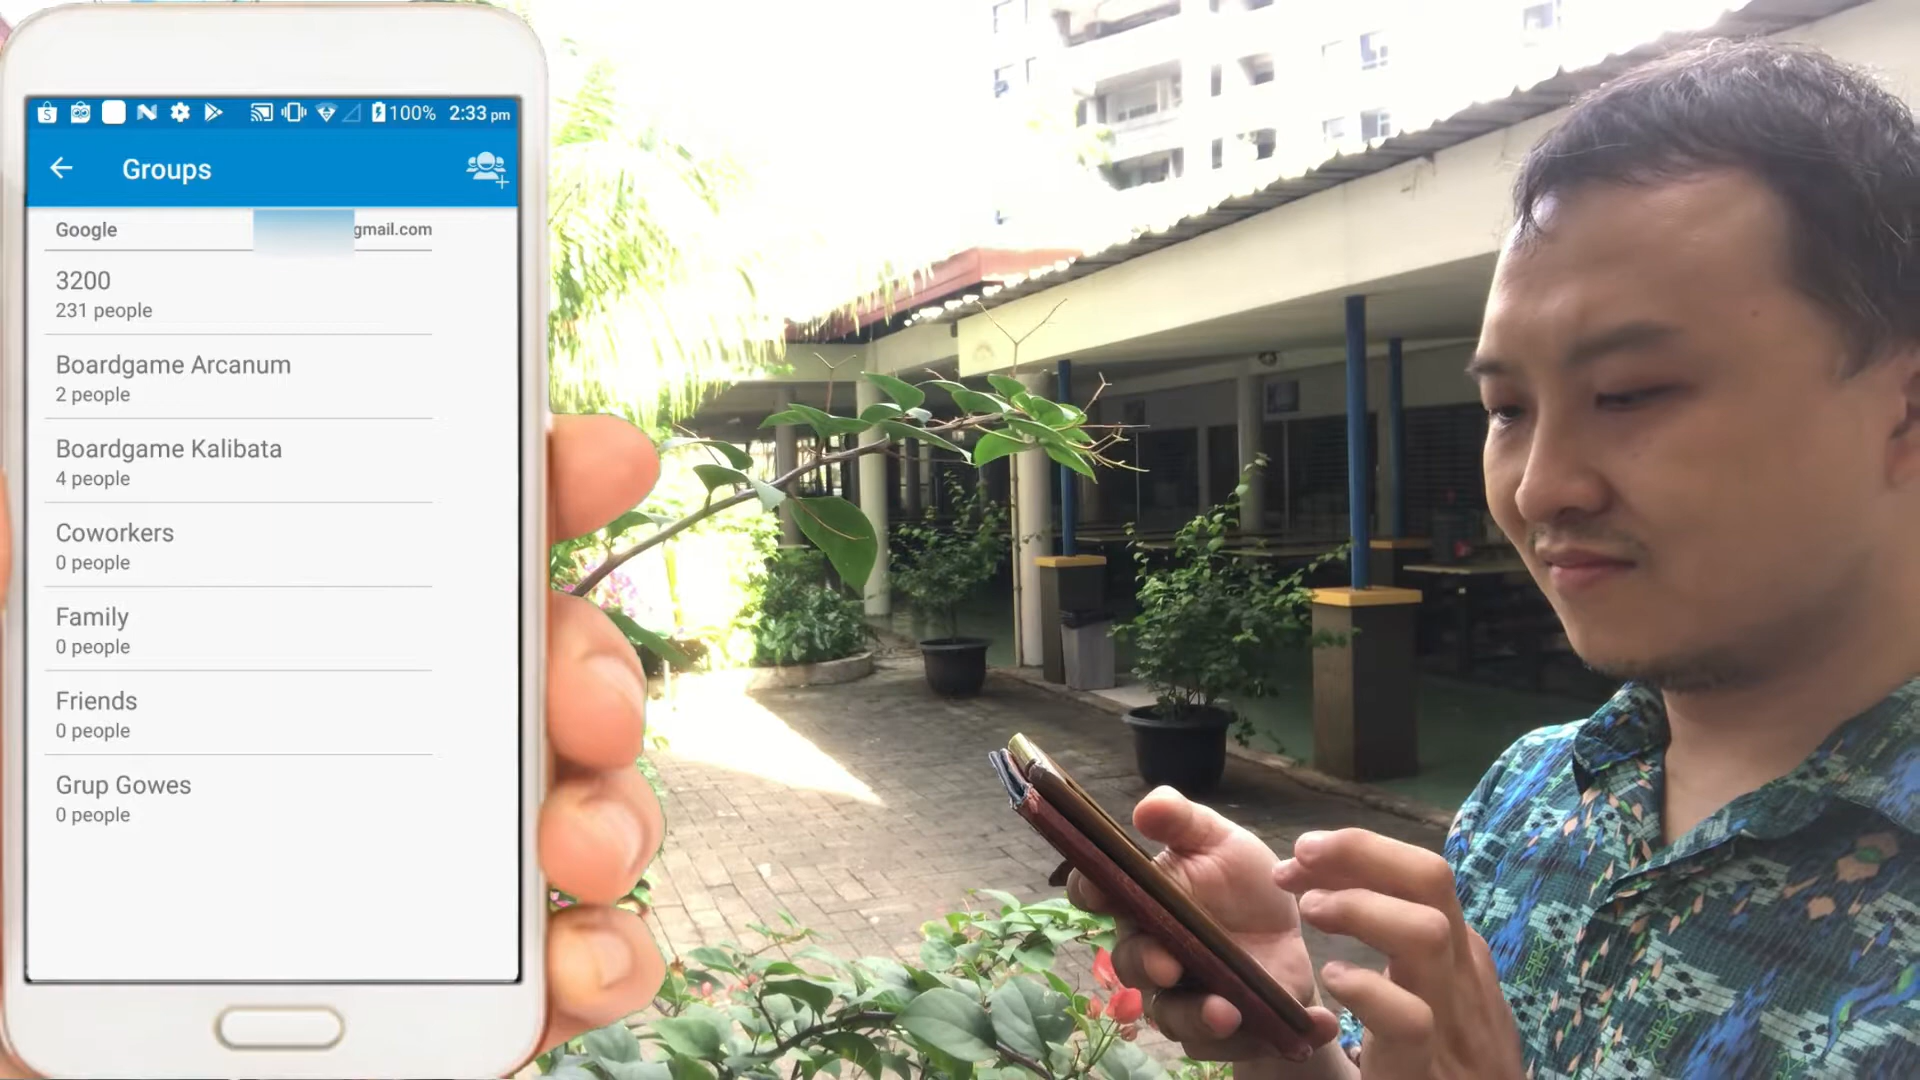 100% 2:33 pm
Groups
Google gmail.com
3200
231 people
Boardgame Arcanum
2 people
Boardgame Kalibata
4 people
Coworkers
0 people
Family
0 people
Friends
0 people
Grup Gowes
0 people